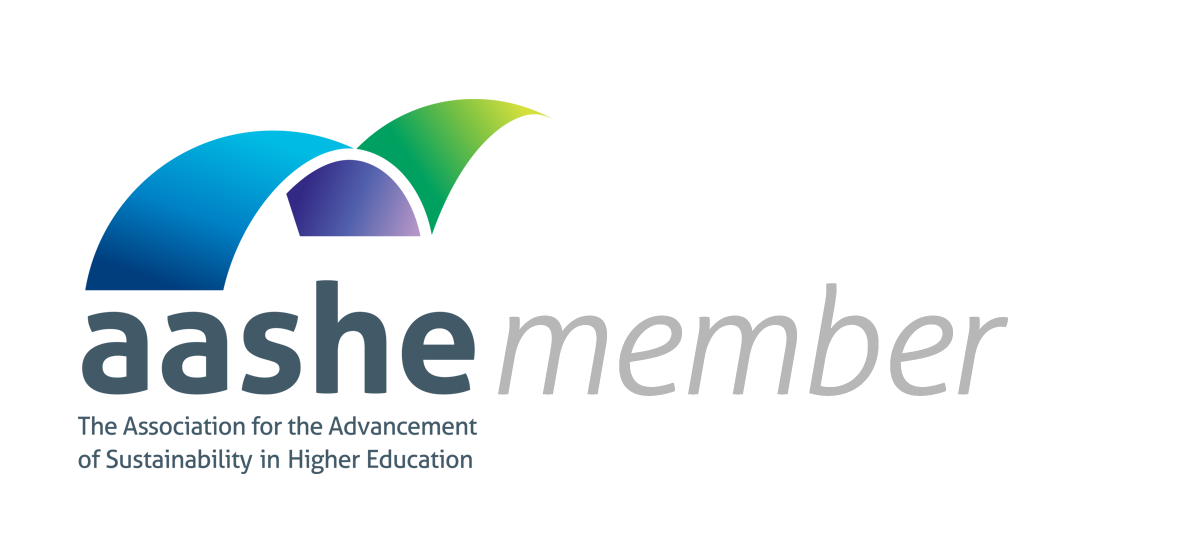 aashe member
The Association for the Advancement
of Sustainability in Higher Education